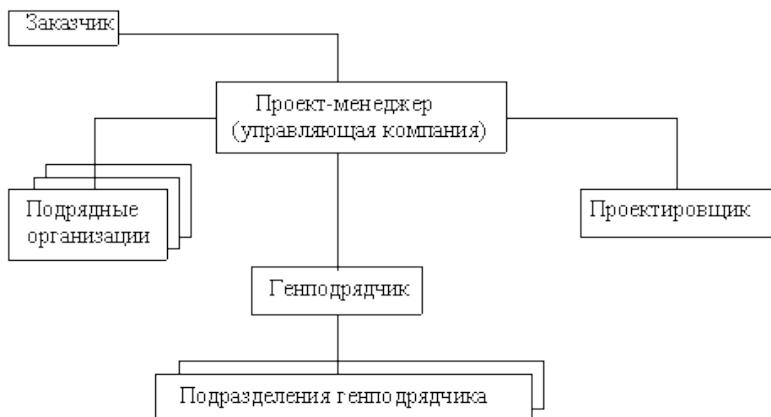 Заказчик
Проект-менеджер
(управляющая компания)
Подрядные
организации
Проектировщик
Генподрядчик
Подразделения генподрядчика